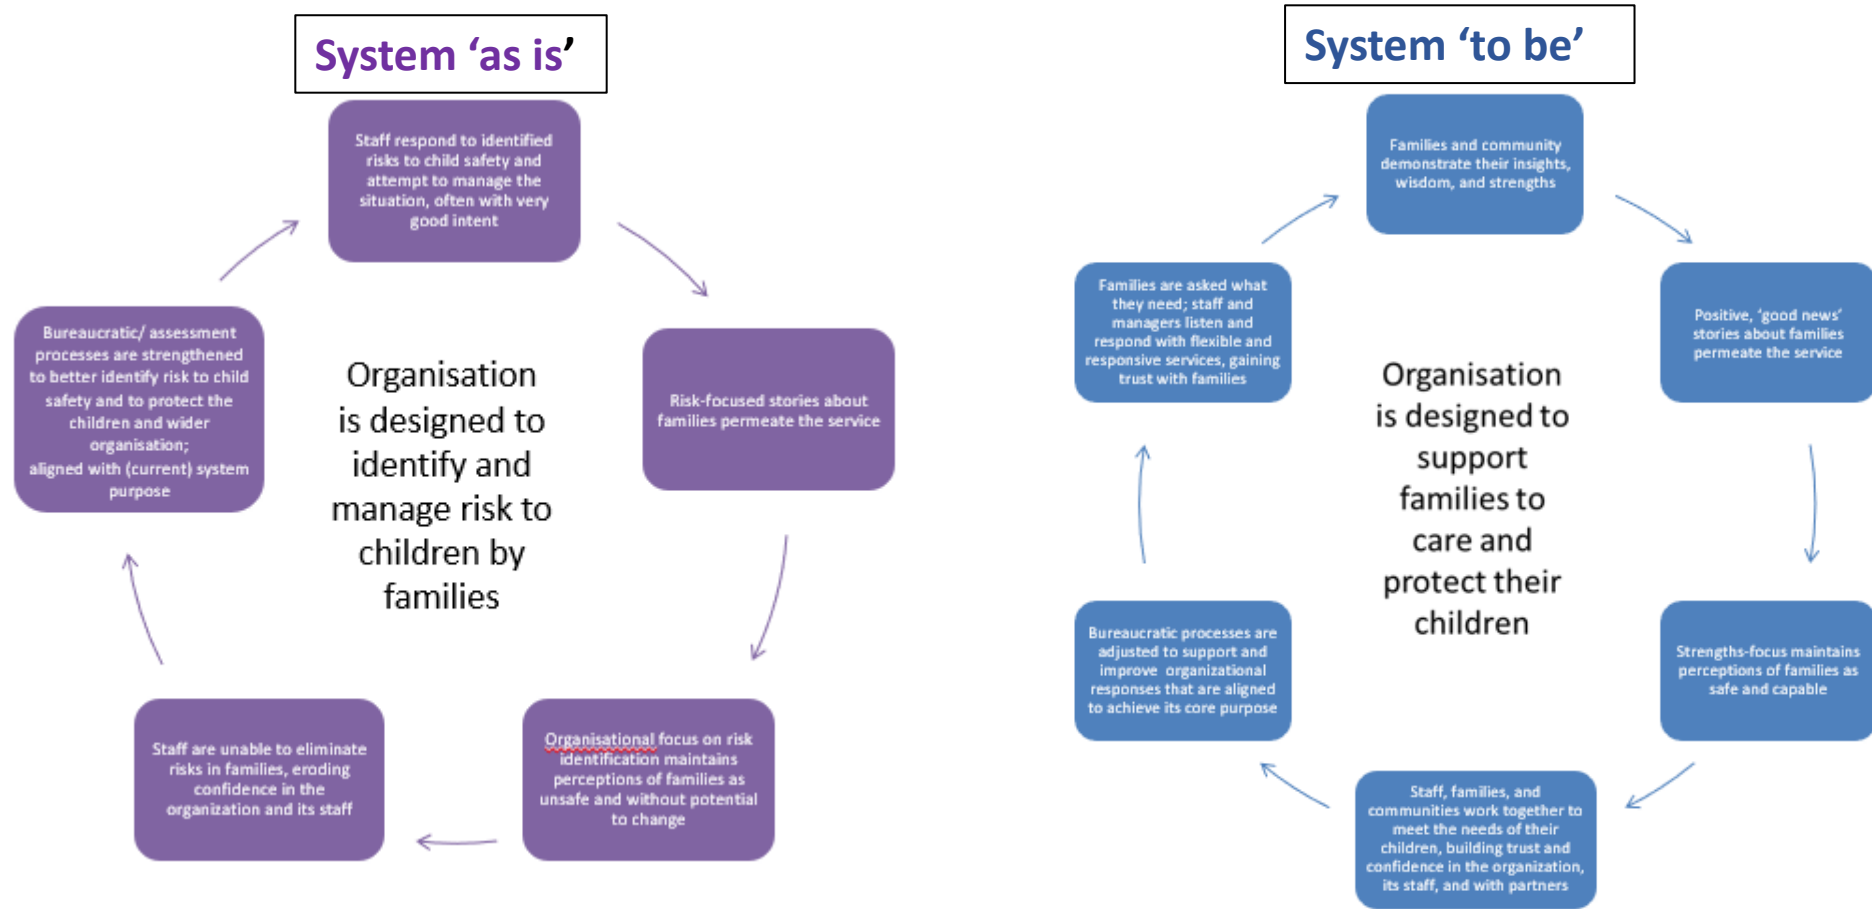 System ‘as is’
Staff respond to identified
risks to child safety and
attempt to manage the
situation, often with very
good intent
Risk-focused stories about
families permeate the service
Organisational focus on risk
identification maintains
perceptions of families as
unsafe and without potential
to change
Staff are unable to eliminate
risks in families, eroding
confidence in the
organization and its staff
Bureaucratic/ assessment
processes are strengthened
to better identify risk to child
safety and to protect the
children and wider
organisation;
aligned with (current) system
purpose
Organisation
is designed to
identify and
manage risk to
children by
families
System ‘to be’
Families and community
demonstrate their insights,
wisdom, and strengths
Positive, ‘good news’
stories about families
permeate the service
Strengths-focus maintains
perceptions of families as
safe and capable
Staff, families, and
communities work together to
meet the needs of their
children, building trust and
confidence in the organization,
its staff, and with partners
Bureaucratic processes are
adjusted to support and
improve organizational
responses that are aligned
to achieve its core purpose
Families are asked what
they need; staff and
managers listen and
respond with flexible and
responsive services, gaining
trust with families
Organisation
is designed to
support
families to
care and
protect their
children